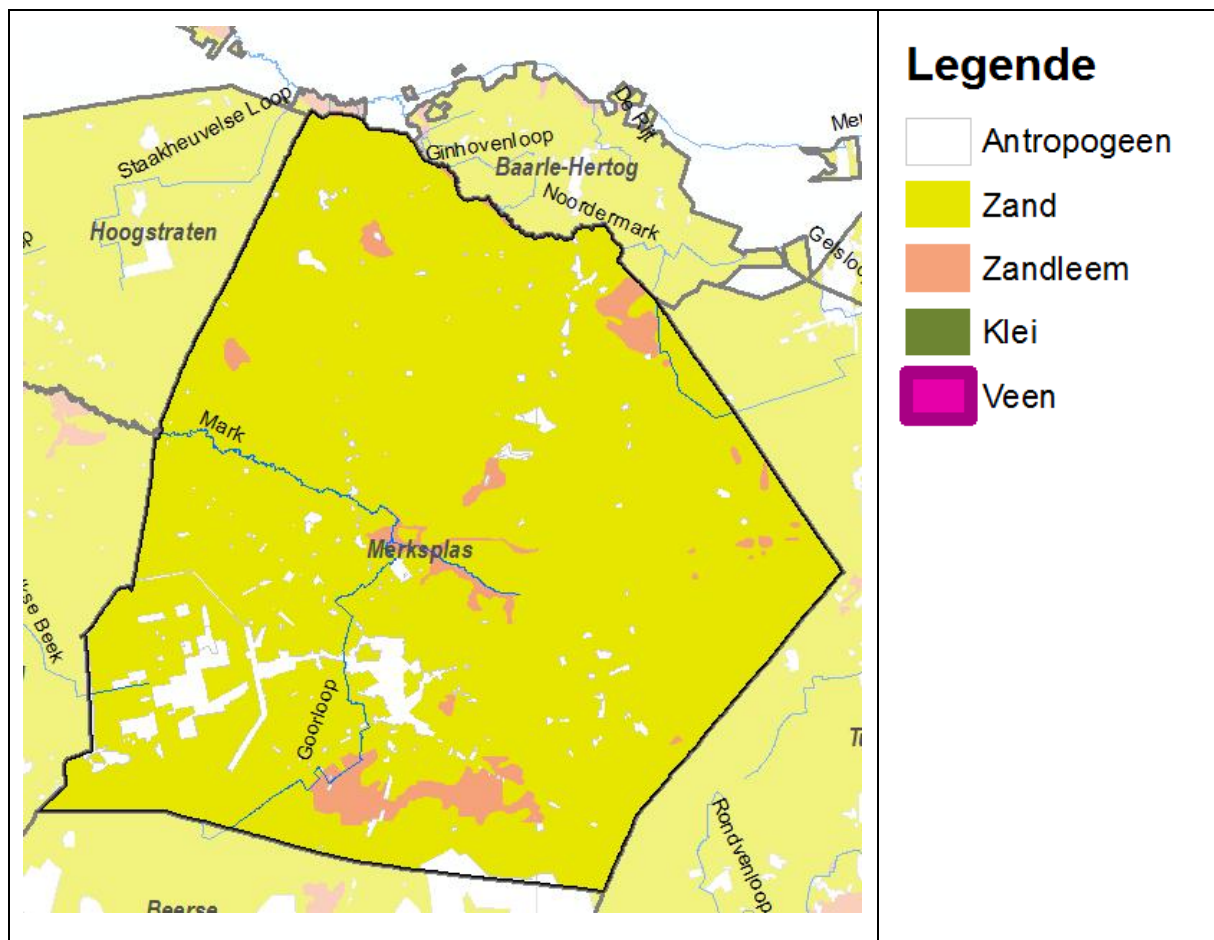 Staakheuvelse Loop
Ginhovenloop
De Rijt
Baarle-Hertog
Noordermark
Hoogstraten
Mark
Merksplas
Goorloop
Rondvenloop
Beerse
Beek
Legende
Antropogeen
Zand
Zandleem
Klei
Veen